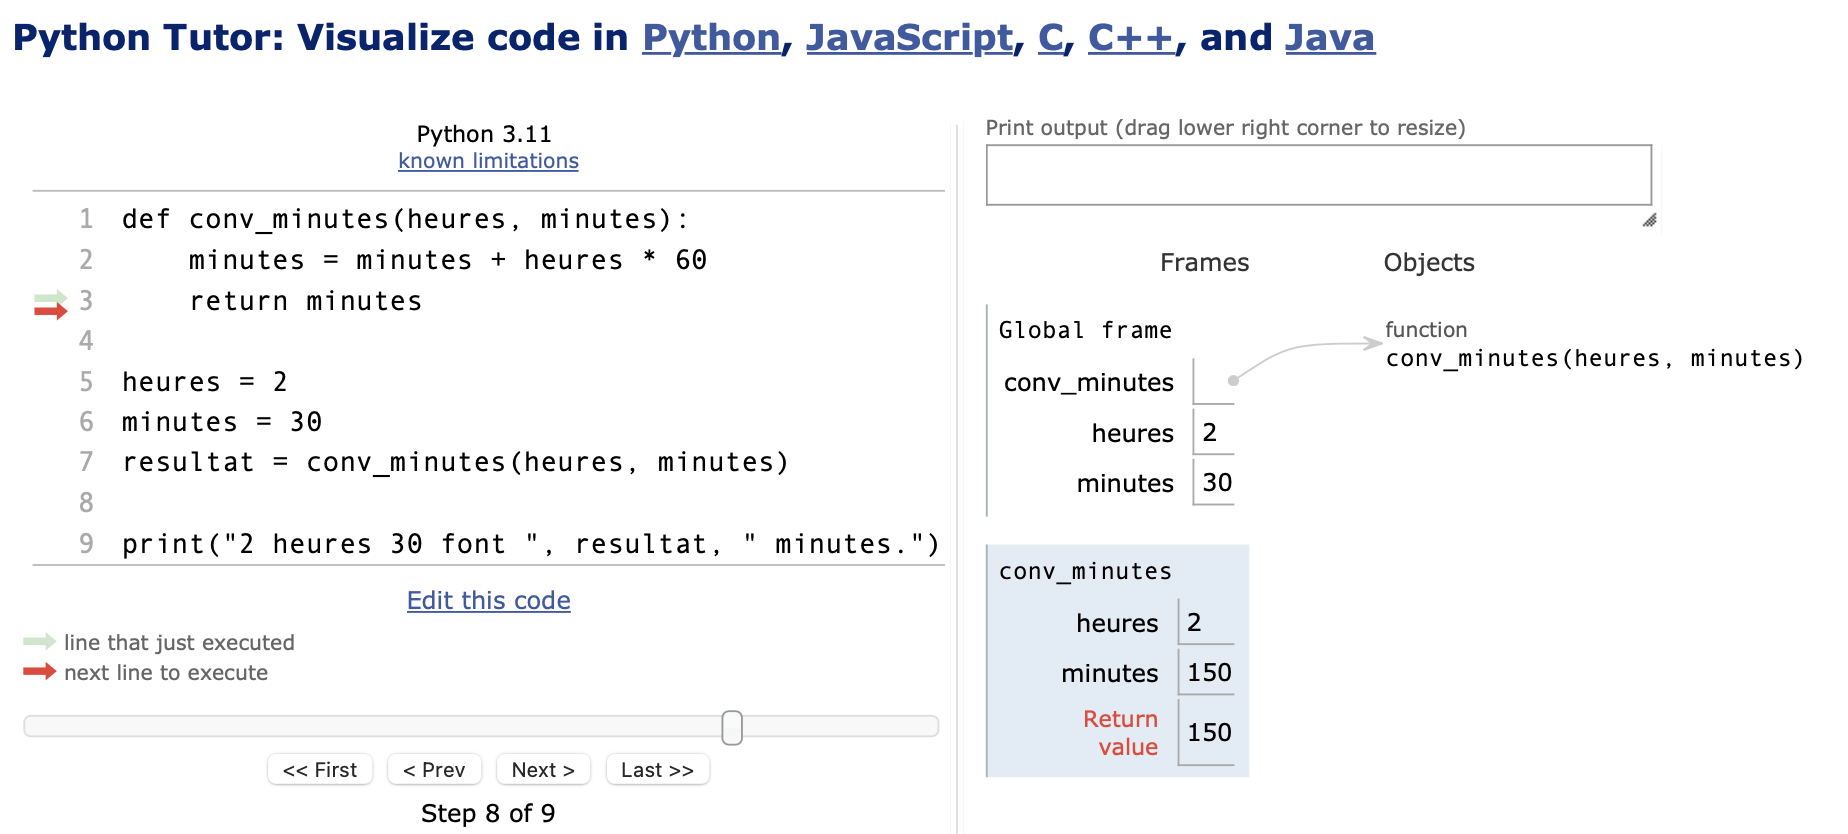 Python Tutor: Visualize code in Python, JavaScript, C, C++, and Java
Python 3.11
known limitations
1 def conv_minutes(heures, minutes):
2     minutes = minutes + heures * 60
3     return minutes
4
5 heures = 2
6 minutes = 30
7 resultat = conv_minutes(heures, minutes)
8
9 print("2 heures 30 font ", resultat, " minutes.")
Edit this code
line that just executed
next line to execute
<< First < Prev Next > Last >>
Step 8 of 9
Print output (drag lower right corner to resize)
Frames Objects
Global frame
conv_minutes
heures 2
minutes 30
function
conv_minutes(heures, minutes)
conv_minutes
heures 2
minutes 150
Return
value 150